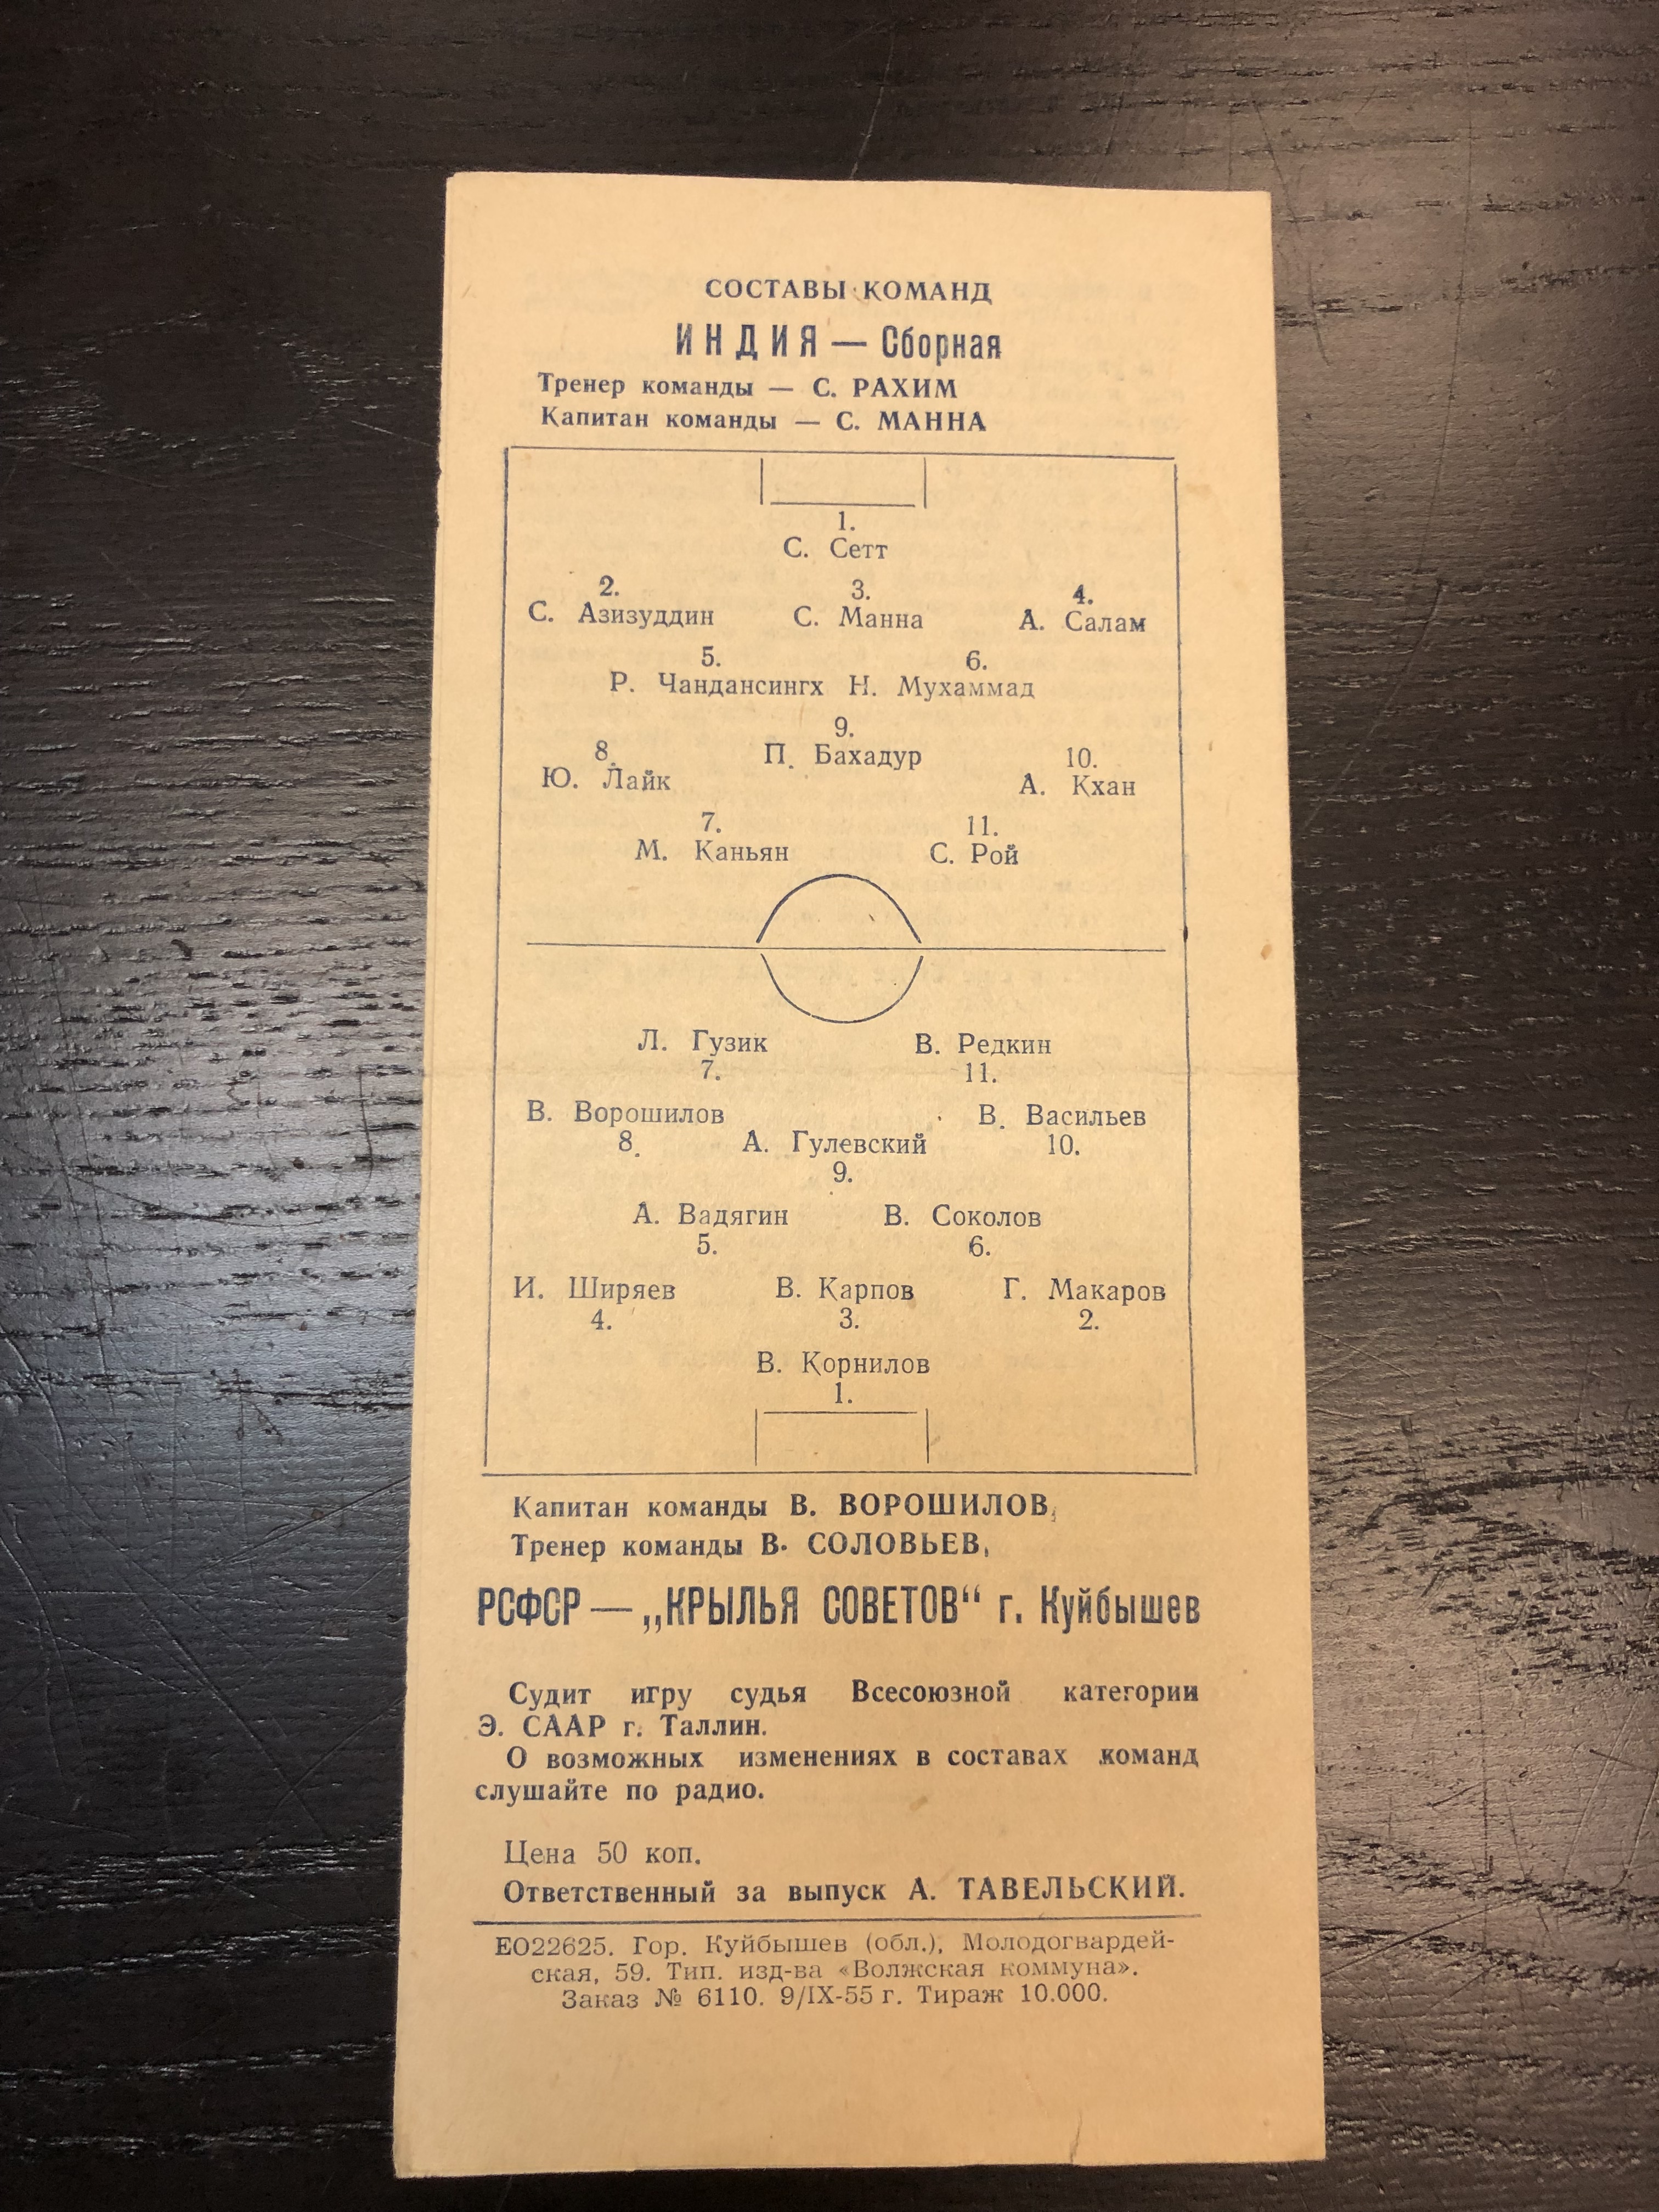 СОСТАВЫ КОМАНД
ИНДИЯ — Сборная
Тренер команды — С. РАХИМ
Капитан команды — С. МАННА
1.
С. Сетт
2. 3. 4.
С. Азизуддин С. Манна А. Салам
5. 6.
Р. Чандансингх Н. Мухаммад
9.
8. П. Бахадур 10.
Ю. Лайк А. Кхан
7. 11.
М. Каньян С. Рой
Л. Гузик В. Редкин
7. 11.
В. Ворошилов В. Васильев
8. А. Гулевский 10.
9.
А. Вадягин В. Соколов
5. 6.
И. Ширяев В. Карпов Г. Макаров
4. 3. 2.
В. Корнилов
1.
Капитан команды В. ВОРОШИЛОВ,
Тренер команды В. СОЛОВЬЕВ,
РСФСР — „КРЫЛЬЯ СОВЕТОВ“ г. Куйбышев
Судит игру судья Всесоюзной категории
Э. СААР г. Таллин.
О возможных изменениях в составах команд
слушайте по радио.
Цена 50 коп.
Ответственный за выпуск А. ТАВЕЛЬСКИЙ.
ЕО22625. Гор. Куйбышев (обл.), Молодогвардей-
ская, 59. Тип. изд-ва «Волжская коммуна».
Заказ № 6110. 9/IX-55 г. Тираж 10.000.